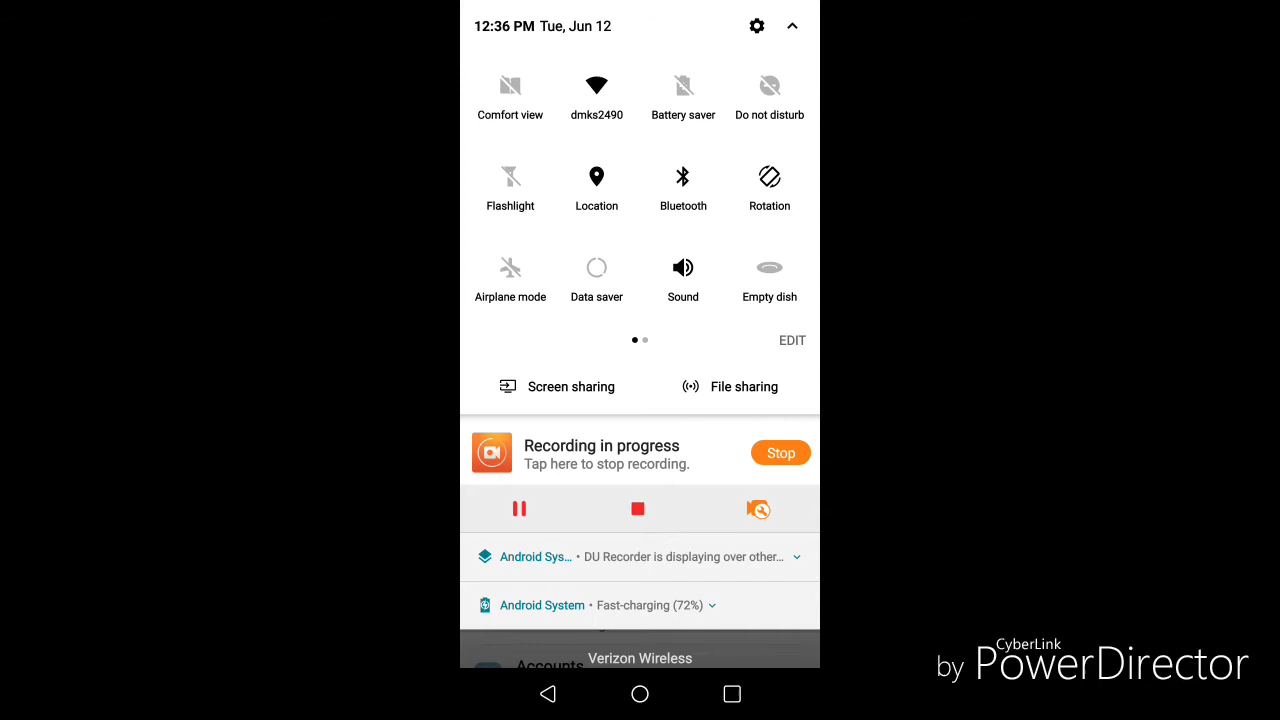 12:36 PM Tue, Jun 12
Comfort view
dmks2490
Battery saver
Do not disturb
Flashlight
Location
Bluetooth
Rotation
Airplane mode
Data saver
Sound
Empty dish
EDIT
Screen sharing
File sharing
Recording in progress
Tap here to stop recording.
Stop
Android Sys... • DU Recorder is displaying over other...
Android System • Fast-charging (72%)
Accounts
Verizon Wireless
CyberLink
by PowerDirector